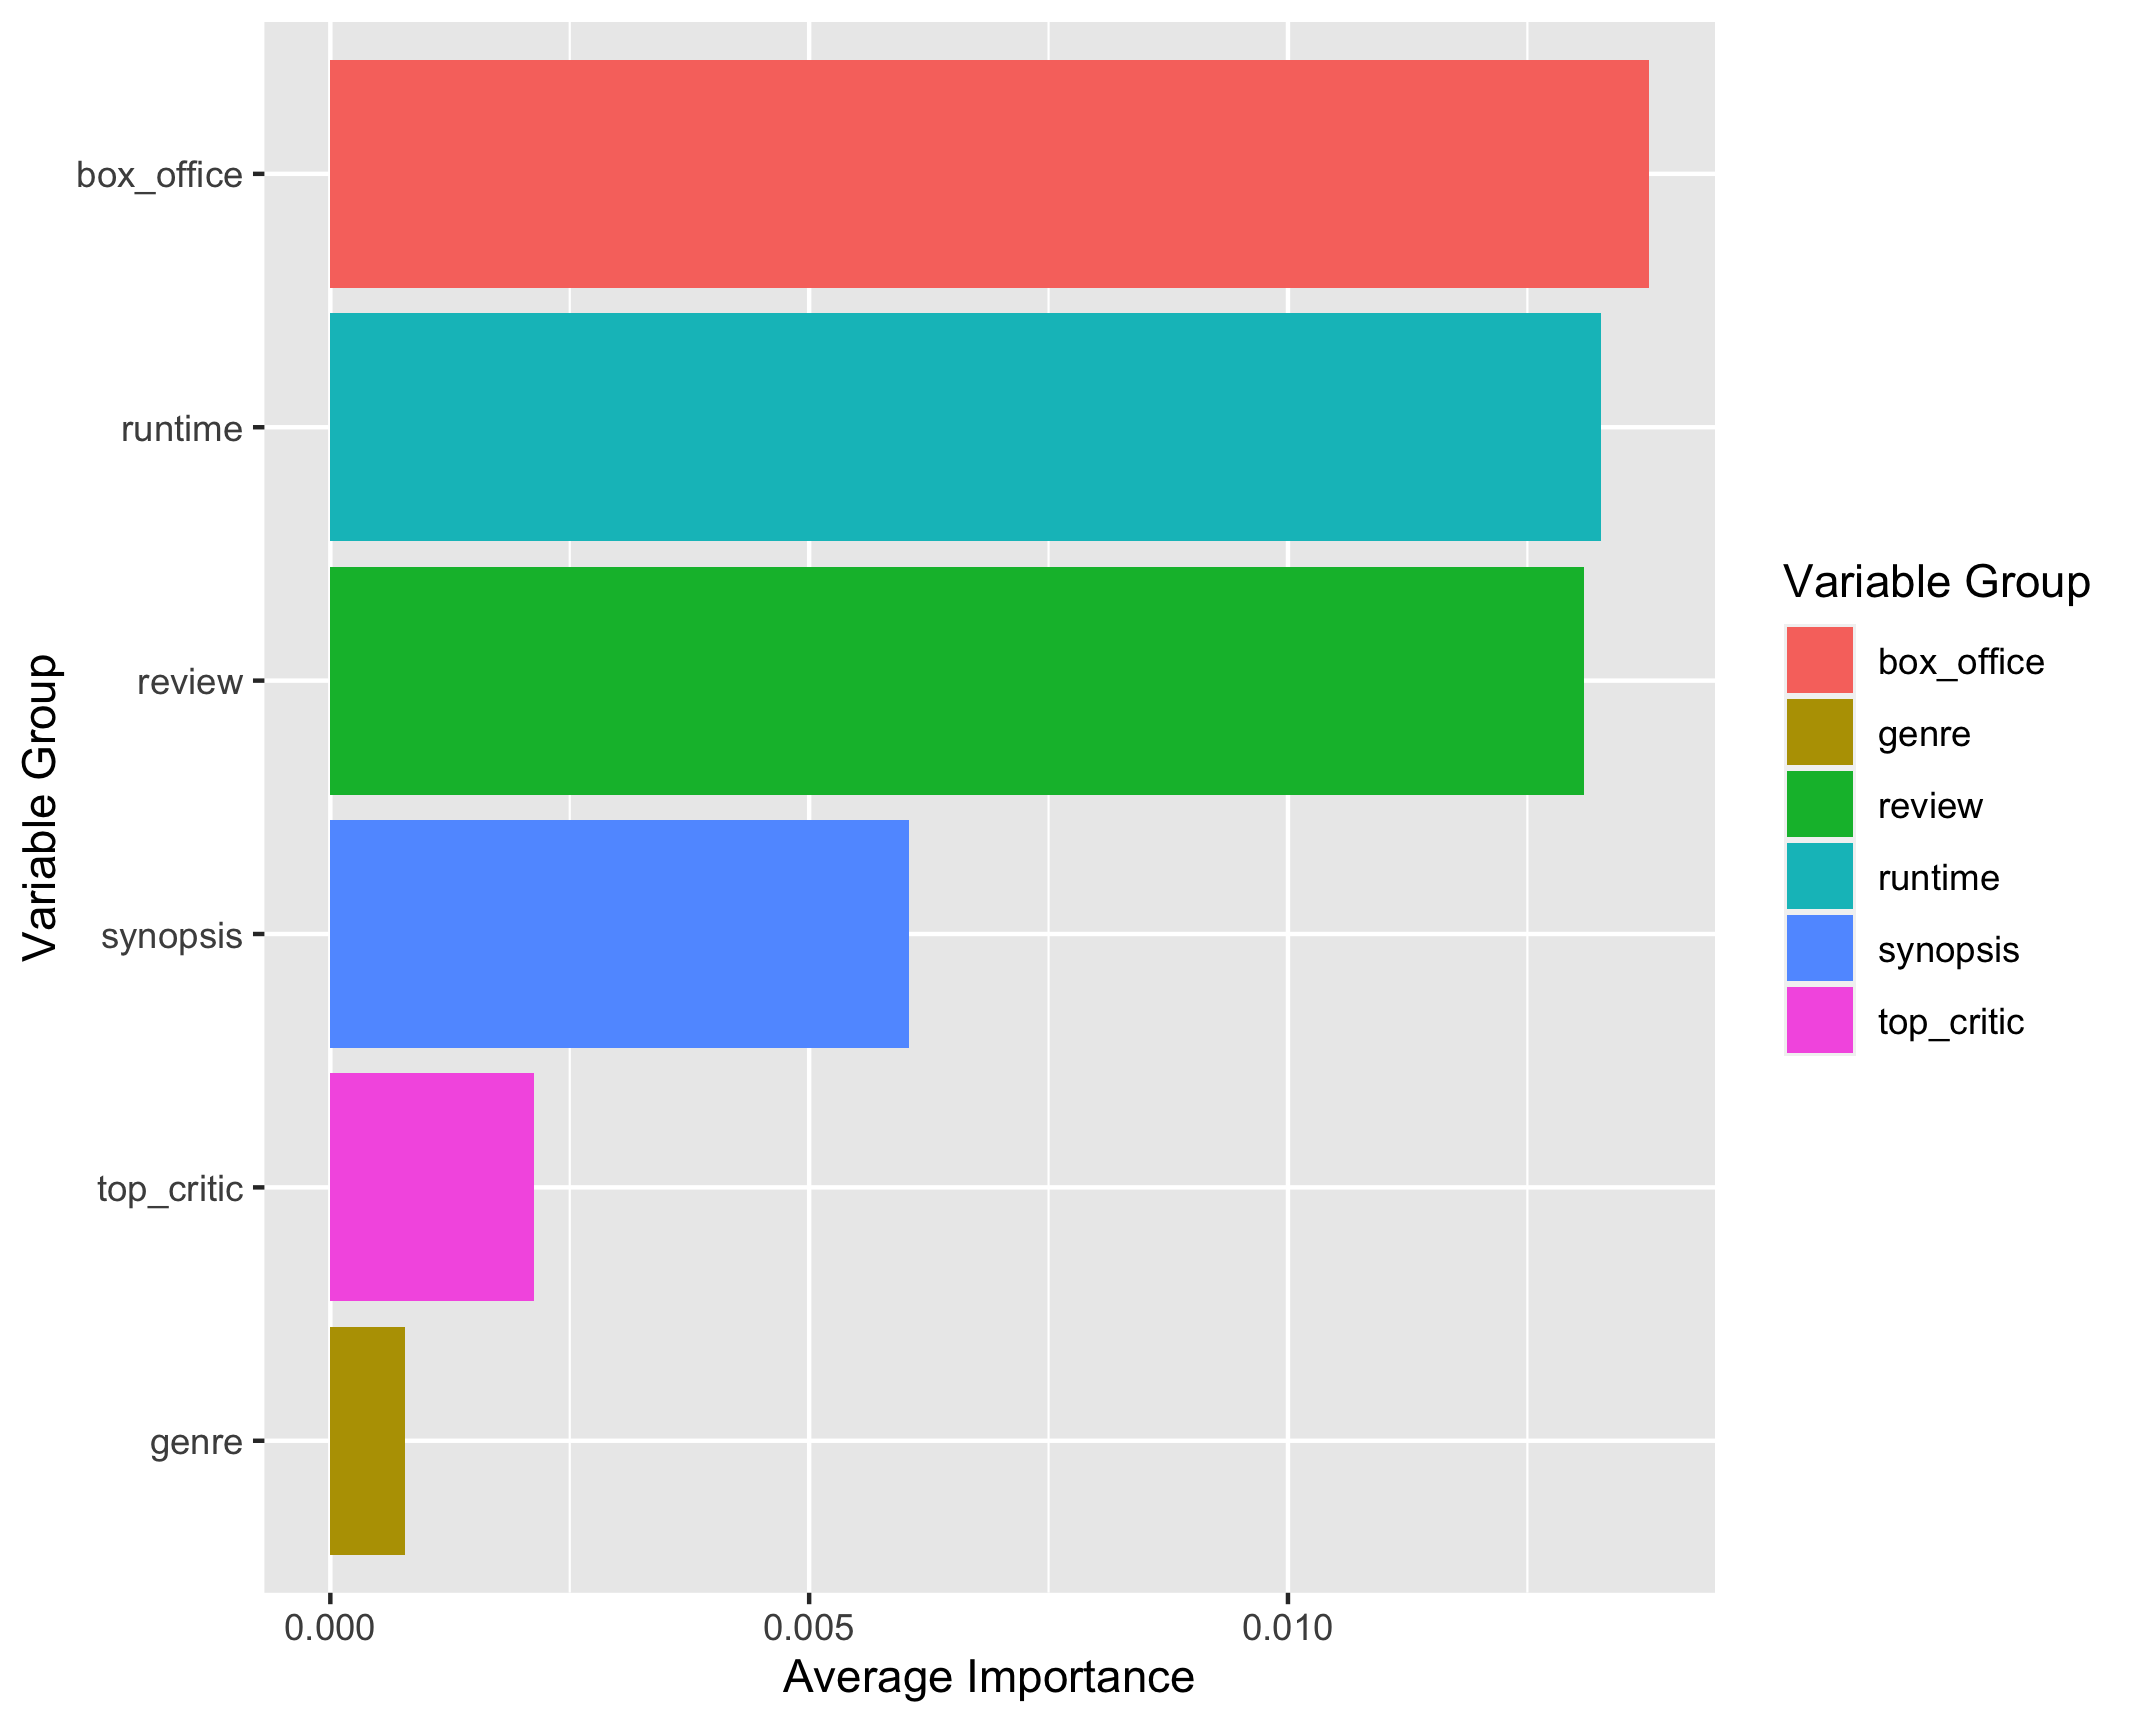 box_office
runtime
review
synopsis
top_critic
genre
Variable Group
0.000
0.005
0.010
Average Importance
Variable Group
box_office
genre
review
runtime
synopsis
top_critic